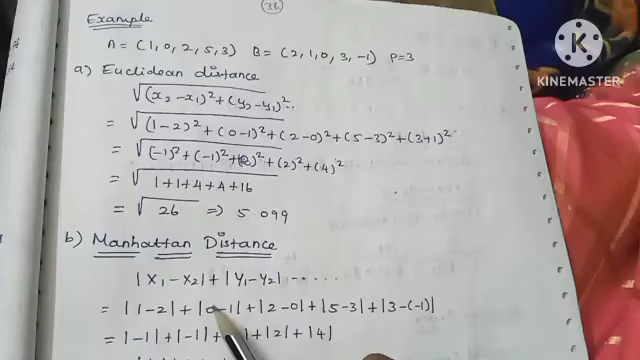 36
Example
A = (1, 0, 2, 5, 3) B = (2, 1, 0, 3, -1) P=3
KINEMASTER
a) Euclidean distance
√(x₂-x₁)² + (y₂-y₁)²...
= √(1-2)² + (0-1)² + (2-0)² + (5-3)² + (3+1)²
= √(-1)² + (-1)² + (2)² + (2)² + (4)²
= √1+1+4+4+16
= √26 ⇒ 5.099
b) Manhattan Distance
|X₁-X₂| + |Y₁-Y₂| .....
= |1-2| + |0-1| + |2-0| + |5-3| + |3-(-1)|
= |-1| + |-1| + | + |2| + |4|